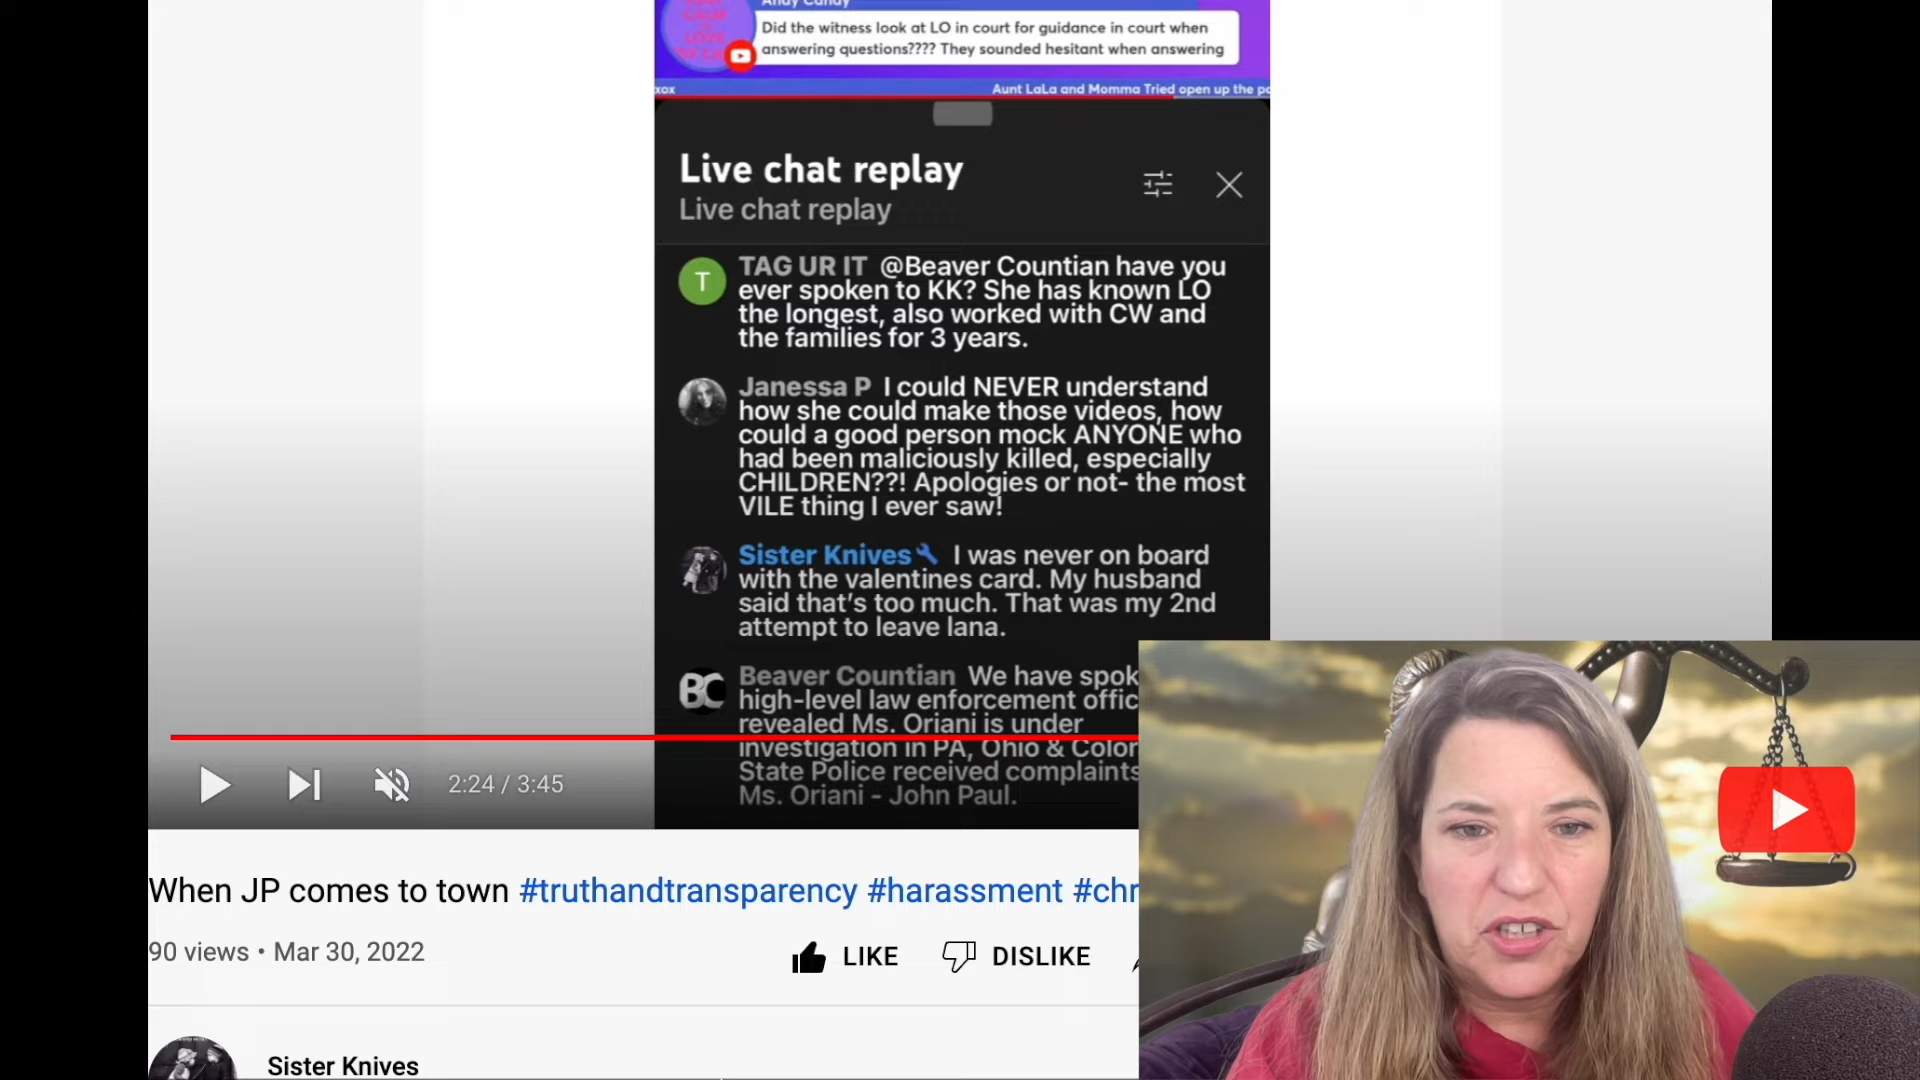 Andy Candy
Did the witness look at LO in court for guidance in court when
answering questions???? They sounded hesitant when answering
xox
Aunt LaLa and Momma Tried open up the
Live chat replay
Live chat replay
T
TAG UR IT @Beaver Countian have you
ever spoken to KK? She has known LO
the longest, also worked with CW and
the families for 3 years.
Janessa P I could NEVER understand
how she could make those videos, how
could a good person mock ANYONE who
had been maliciously killed, especially
CHILDREN??! Apologies or not- the most
VILE thing I ever saw!
Sister Knives I was never on board
with the valentines card. My husband
said that's too much. That was my 2nd
attempt to leave lana.
BC
Beaver Countian We have spok
high-level law enforcement offic
revealed Ms. Oriani is under
investigation in PA, Ohio & Color
State Police received complaints
Ms. Oriani - John Paul.
2:24 / 3:45
When JP comes to town #truthandtransparency #harassment #chr
90 views • Mar 30, 2022
LIKE
DISLIKE
Sister Knives